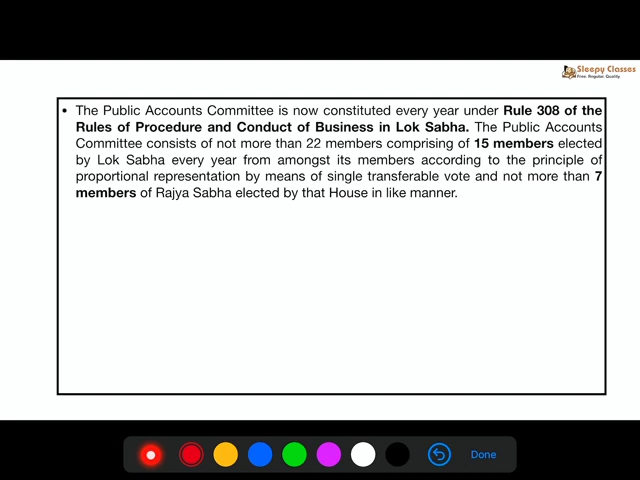 Sleepy Classes
Free. Regular. Quality.
• The Public Accounts Committee is now constituted every year under Rule 308 of the
Rules of Procedure and Conduct of Business in Lok Sabha. The Public Accounts
Committee consists of not more than 22 members comprising of 15 members elected
by Lok Sabha every year from amongst its members according to the principle of
proportional representation by means of single transferable vote and not more than 7
members of Rajya Sabha elected by that House in like manner.
Done